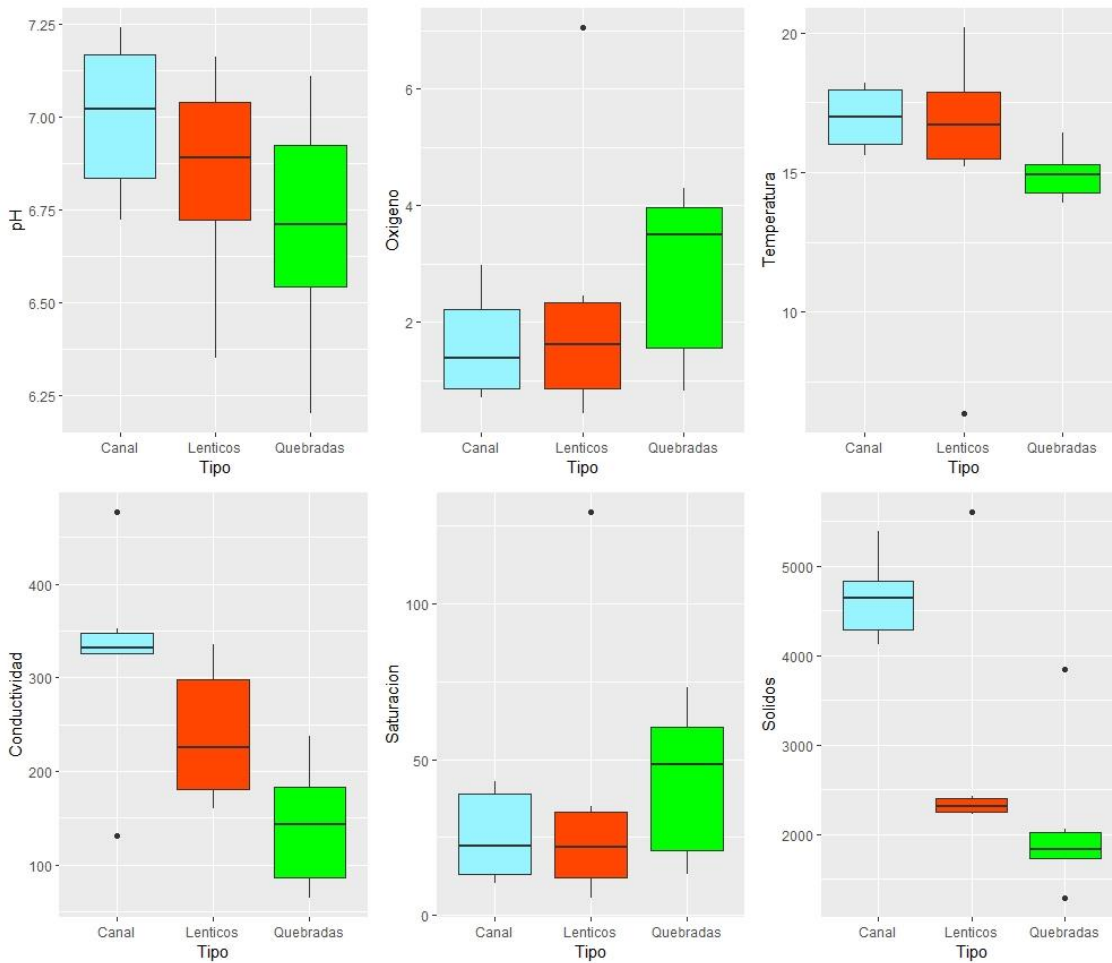 pH
7.25
7.00
6.75
6.50
6.25
Canal Lenticos Quebradas
Tipo
Oxigeno
6
4
2
Canal Lenticos Quebradas
Tipo
Temperatura
20
15
10
Canal Lenticos Quebradas
Tipo
Conductividad
400
300
200
100
Canal Lenticos Quebradas
Tipo
Saturacion
100
50
0
Canal Lenticos Quebradas
Tipo
Solidos
5000
4000
3000
2000
Canal Lenticos Quebradas
Tipo